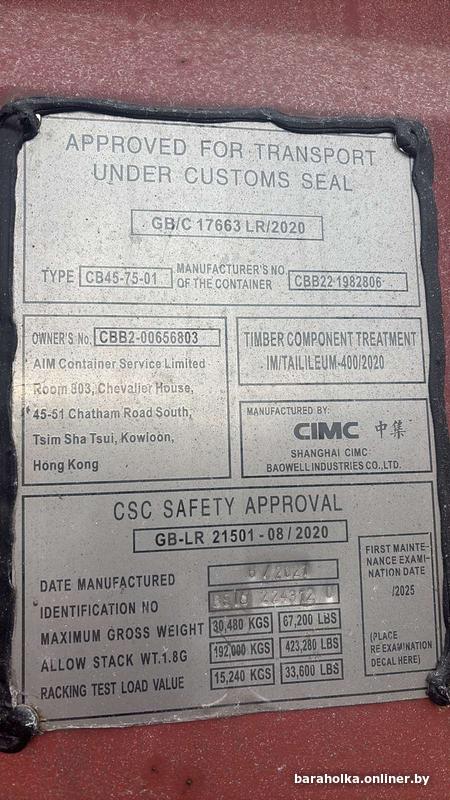 APPROVED FOR TRANSPORT
UNDER CUSTOMS SEAL
GB/C 17663 LR/2020
TYPE CB45-75-01 MANUFACTURER'S NO. OF THE CONTAINER CBB22 1982806
OWNER'S No. CBB2-00656803
AIM Container Service Limited
Room 803, Chevalier House,
45-51 Chatham Road South,
Tsim Sha Tsui, Kowloon,
Hong Kong
TIMBER COMPONENT TREATMENT
IM/TAILILEUM-400/2020
MANUFACTURED BY:
CIMC 中集
SHANGHAI CIMC
BAOWELL INDUSTRIES CO.,LTD.
CSC SAFETY APPROVAL
GB-LR 21501 - 08 / 2020
DATE MANUFACTURED 6 / 2021
IDENTIFICATION NO
MAXIMUM GROSS WEIGHT 30,480 KGS 67,200 LBS
ALLOW STACK WT.1.8G 192,000 KGS 423,280 LBS
RACKING TEST LOAD VALUE 15,240 KGS 33,600 LBS
FIRST MAINTE-
NANCE EXAMI-
NATION DATE
/2025
(PLACE
RE EXAMINATION
DECAL HERE)
baraholka.onliner.by